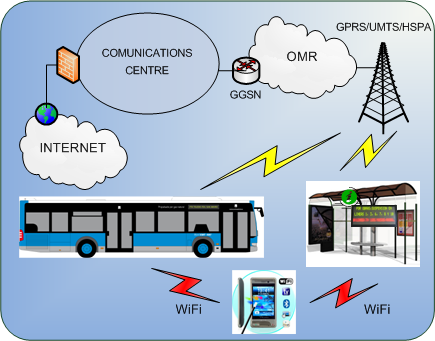 GPRS/UMTS/HSPA
COMUNICATIONS
CENTRE
OMR
GGSN
INTERNET
WiFi
WiFi